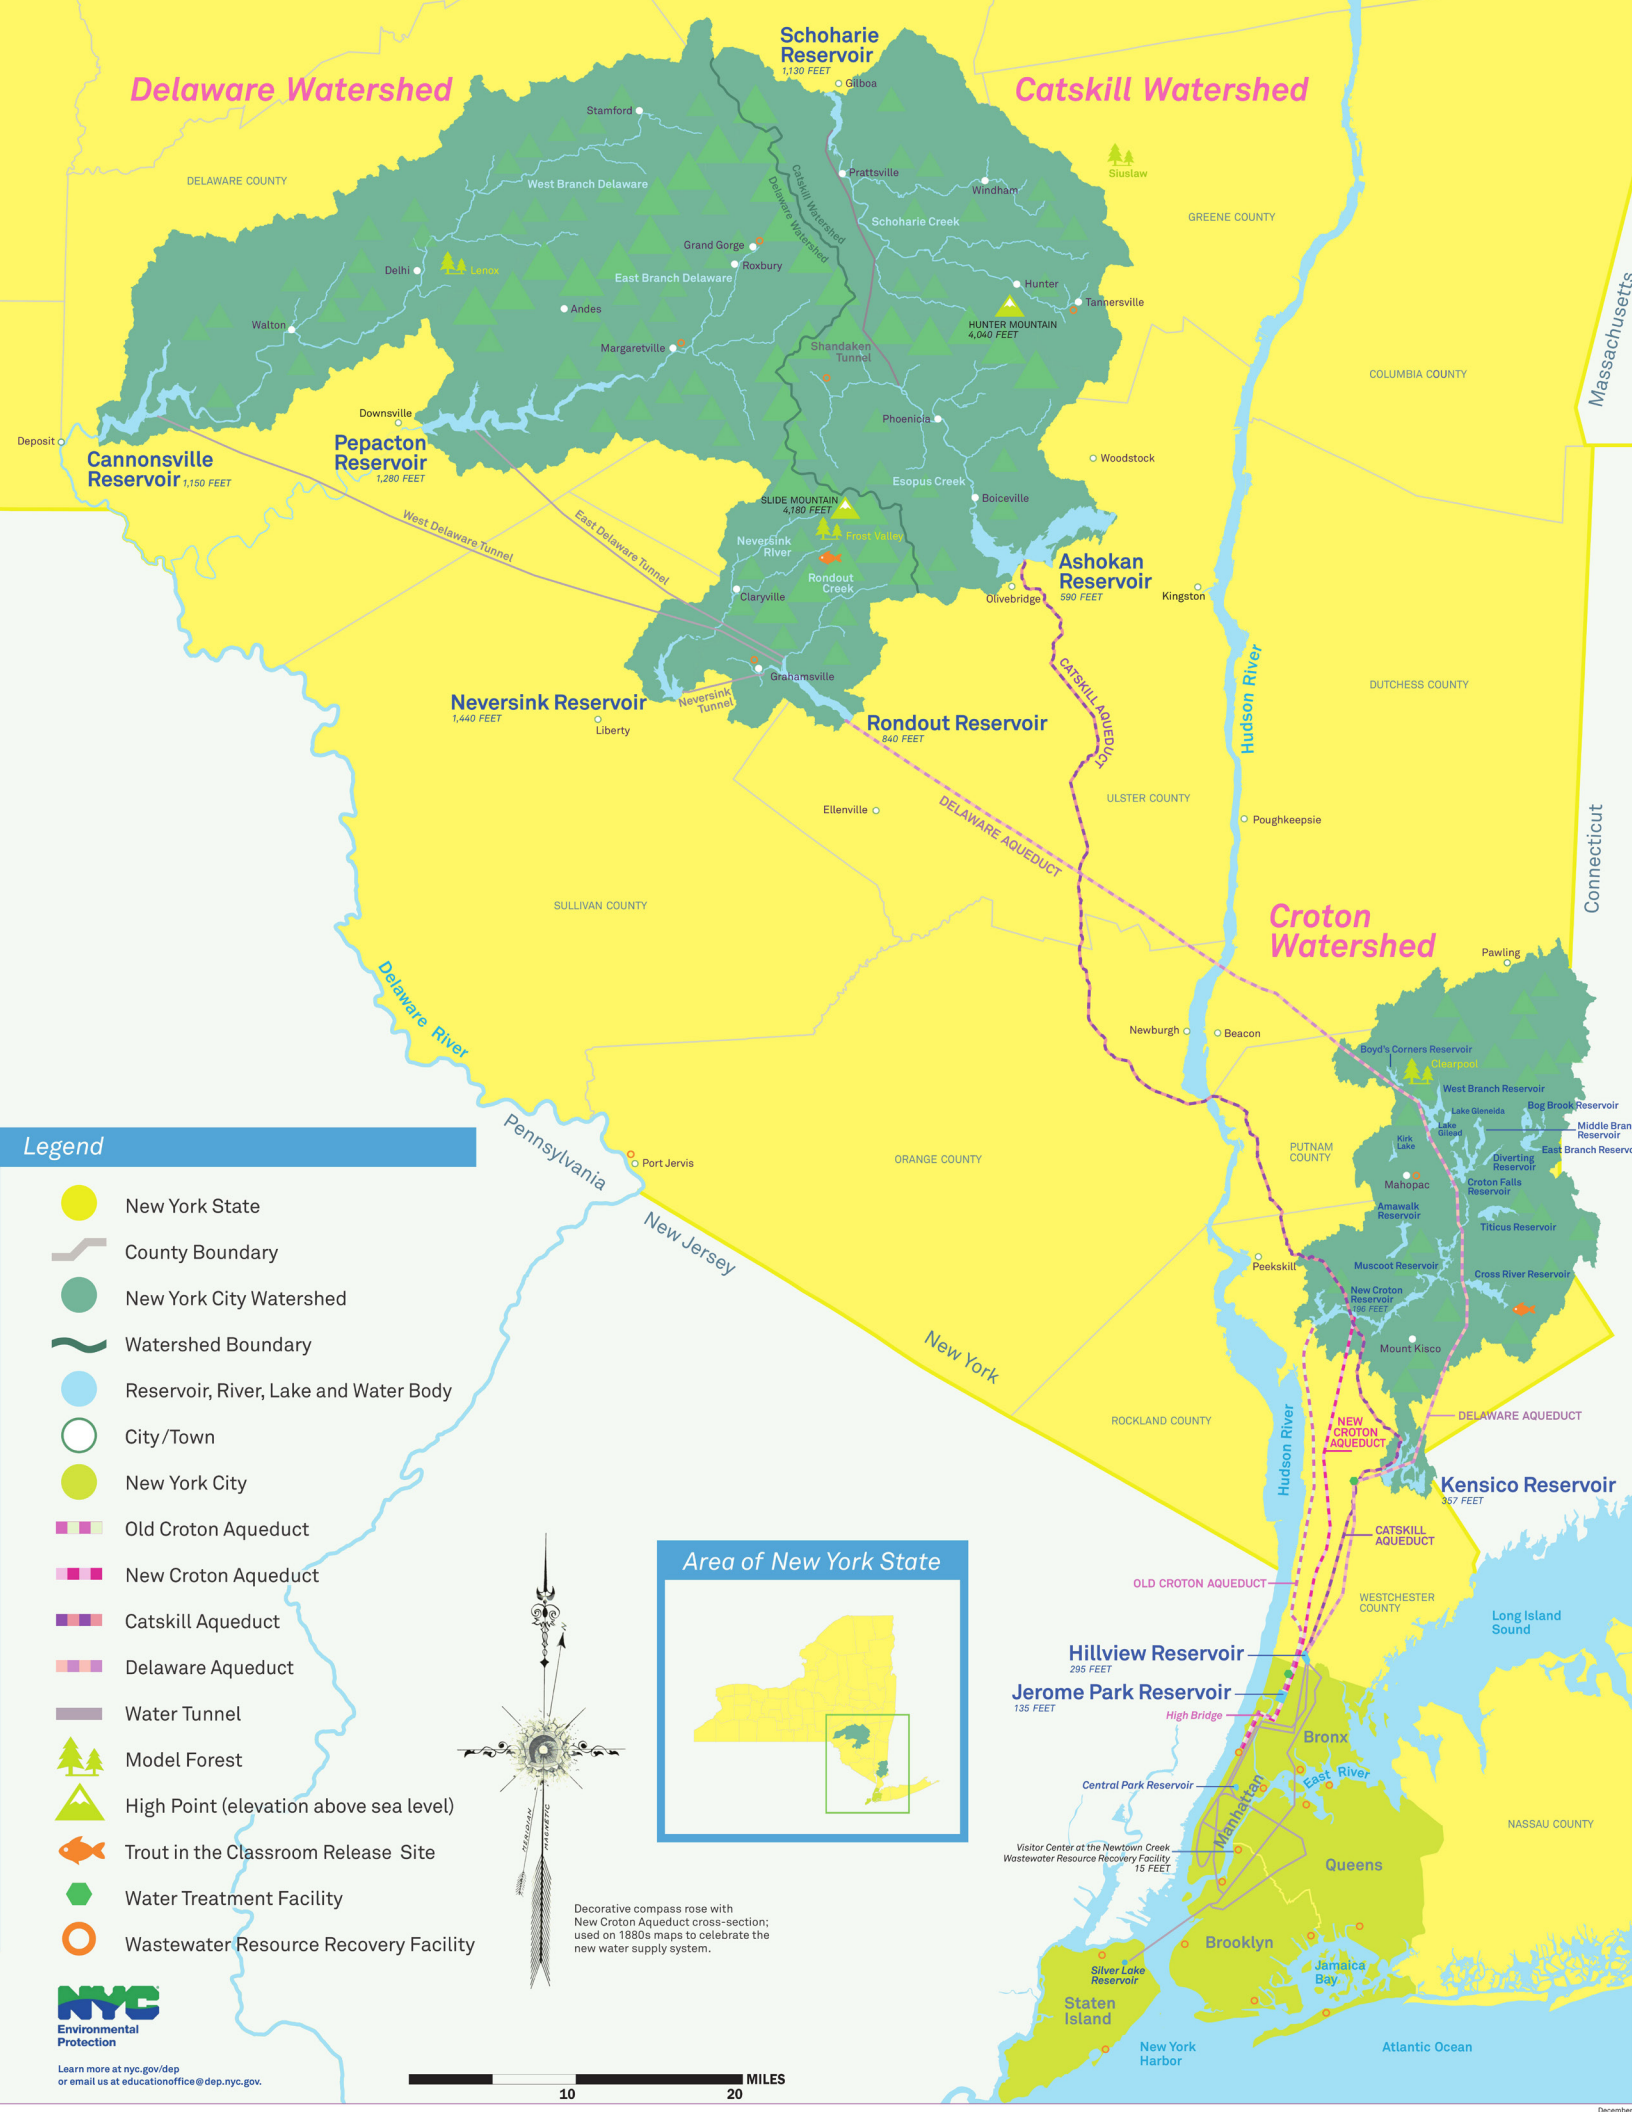 Schoharie
Reservoir
1,130 FEET
Gilboa
Delaware Watershed
Catskill Watershed
Stamford
Siuslaw
DELAWARE COUNTY
West Branch Delaware
Catskill Watershed
Delaware Watershed
Prattsville
Windham
Schoharie Creek
GREENE COUNTY
Grand Gorge
Roxbury
Delhi
Lenox
East Branch Delaware
Hunter
Tannersville
Andes
HUNTER MOUNTAIN
4,040 FEET
Walton
Margaretville
Shandaken
Tunnel
Massachusetts
COLUMBIA COUNTY
Downsville
Phoenicia
Deposit
Pepacton
Reservoir
1,280 FEET
Cannonsville
Reservoir 1,150 FEET
Woodstock
Esopus Creek
Boiceville
SLIDE MOUNTAIN
4,180 FEET
West Delaware Tunnel
East Delaware Tunnel
Neversink
River
Frost Valley
Rondout
Creek
Claryville
Ashokan
Reservoir
590 FEET
Olivebridge
Kingston
CATSKILL AQUEDUCT
Hudson River
Grahamsville
Neversink
Tunnel
DUTCHESS COUNTY
Neversink Reservoir
1,440 FEET
Liberty
Rondout Reservoir
840 FEET
Ellenville
DELAWARE AQUEDUCT
ULSTER COUNTY
Poughkeepsie
Connecticut
SULLIVAN COUNTY
Croton
Watershed
Pawling
Delaware River
Newburgh
Beacon
Boyd's Corners Reservoir
Clearpool
West Branch Reservoir
Lake Gleneida
Bog Brook Reservoir
Lake
Gilead
Middle Bran
Reservoir
Kirk
Lake
East Branch Reservo
Diverting
Reservoir
PUTNAM
COUNTY
Mahopac
Croton Falls
Reservoir
Amawalk
Reservoir
Titicus Reservoir
Pennsylvania
Port Jervis
ORANGE COUNTY
New Jersey
Peekskill
Muscoot Reservoir
Cross River Reservoir
New Croton
Reservoir
196 FEET
Mount Kisco
New York
ROCKLAND COUNTY
Hudson River
NEW
CROTON
AQUEDUCT
DELAWARE AQUEDUCT
Kensico Reservoir
357 FEET
CATSKILL
AQUEDUCT
OLD CROTON AQUEDUCT
WESTCHESTER
COUNTY
Long Island
Sound
Hillview Reservoir
295 FEET
Jerome Park Reservoir
135 FEET
High Bridge
Bronx
East River
Central Park Reservoir
Manhattan
NASSAU COUNTY
Visitor Center at the Newtown Creek
Wastewater Resource Recovery Facility
15 FEET
Queens
Brooklyn
Jamaica
Bay
Silver Lake
Reservoir
Staten
Island
New York
Harbor
Atlantic Ocean
Legend
New York State
County Boundary
New York City Watershed
Watershed Boundary
Reservoir, River, Lake and Water Body
City/Town
New York City
Old Croton Aqueduct
New Croton Aqueduct
Catskill Aqueduct
Delaware Aqueduct
Water Tunnel
Model Forest
High Point (elevation above sea level)
Trout in the Classroom Release Site
Water Treatment Facility
Wastewater Resource Recovery Facility
Area of New York State
N
MERIDIAN
MAGNETIC
Decorative compass rose with
New Croton Aqueduct cross-section;
used on 1880s maps to celebrate the
new water supply system.
NYC
Environmental
Protection
Learn more at nyc.gov/dep
or email us at educationoffice@dep.nyc.gov.
10
20
MILES
December